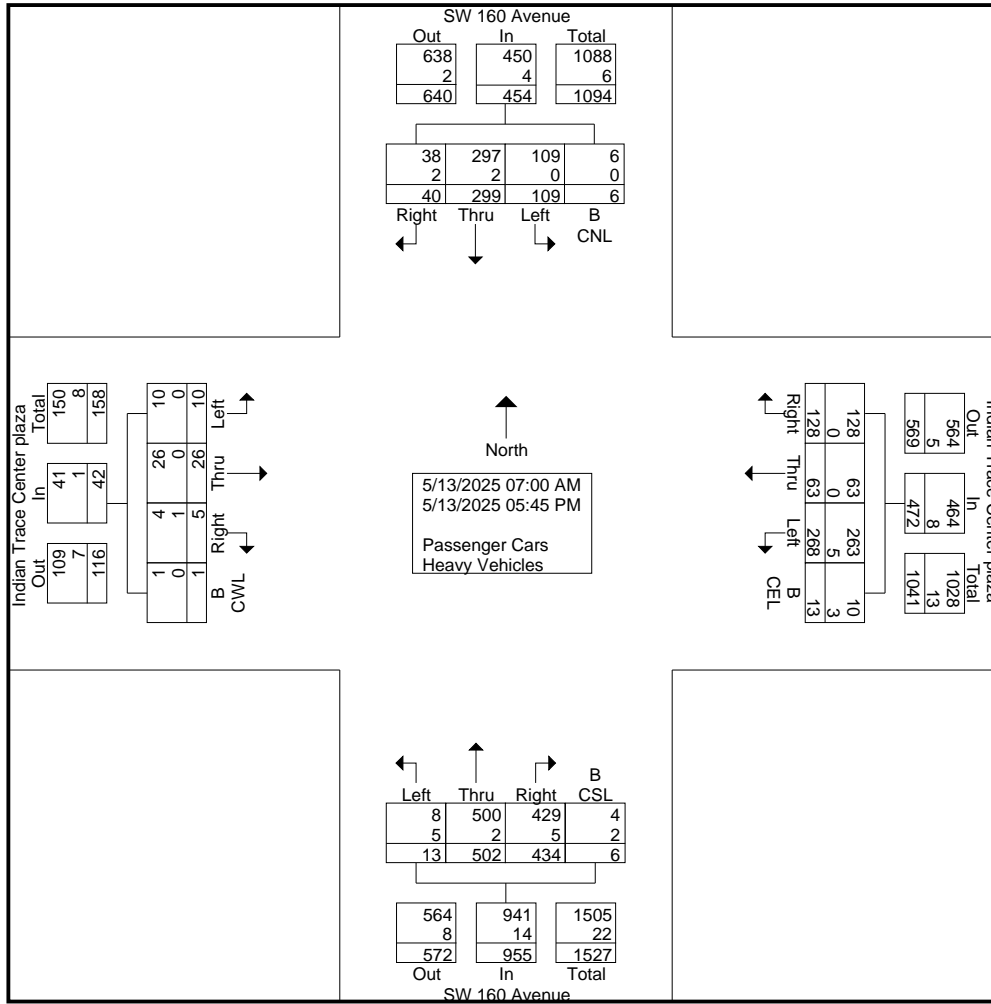 SW 160 Avenue
Out In Total
638 450 1088
2 4 6
640 454 1094
38 297 109 6
2 2 0 0
40 299 109 6
Right Thru Left B
CNL
Indian Trace Center plaza
Total In Out
150 41 109
8 1 7
158 42 116
10 26 4 1
0 0 1 0
10 26 5 1
Left Thru Right B
CWL
North
5/13/2025 07:00 AM
5/13/2025 05:45 PM
Passenger Cars
Heavy Vehicles
Right Thru Left B
CEL
128 63 263 10
0 0 5 3
128 63 268 13
Indian Trace Center plaza
Out In Total
564 464 1028
5 8 13
569 472 1041
B
CSL
Left Thru Right
8 500 429 4
5 2 5 2
13 502 434 6
564 941 1505
8 14 22
572 955 1527
Out In Total
SW 160 Avenue